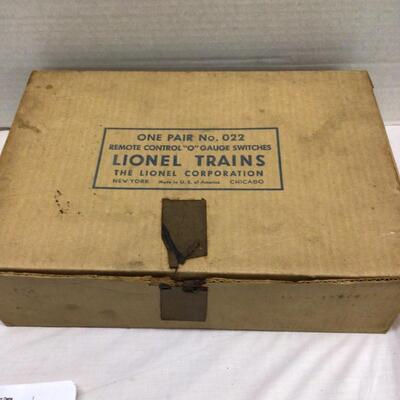 ONE PAIR No. 022
REMOTE CONTROL "O" GAUGE SWITCHES
LIONEL TRAINS
THE LIONEL CORPORATION
NEW YORK Made in U. S. of America CHICAGO